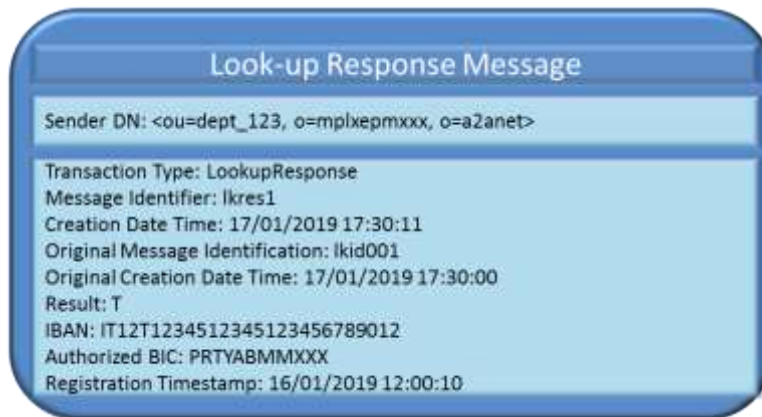 Look-up Response Message
Sender DN: <ou=dept_123, o=mplxepmxxx, o=a2anet>
Transaction Type: LookupResponse
Message Identifier: lkres1
Creation Date Time: 17/01/2019 17:30:11
Original Message Identification: lkid001
Original Creation Date Time: 17/01/2019 17:30:00
Result: T
IBAN: IT12T1234512345123456789012
Authorized BIC: PRTYABMMXXX
Registration Timestamp: 16/01/2019 12:00:10